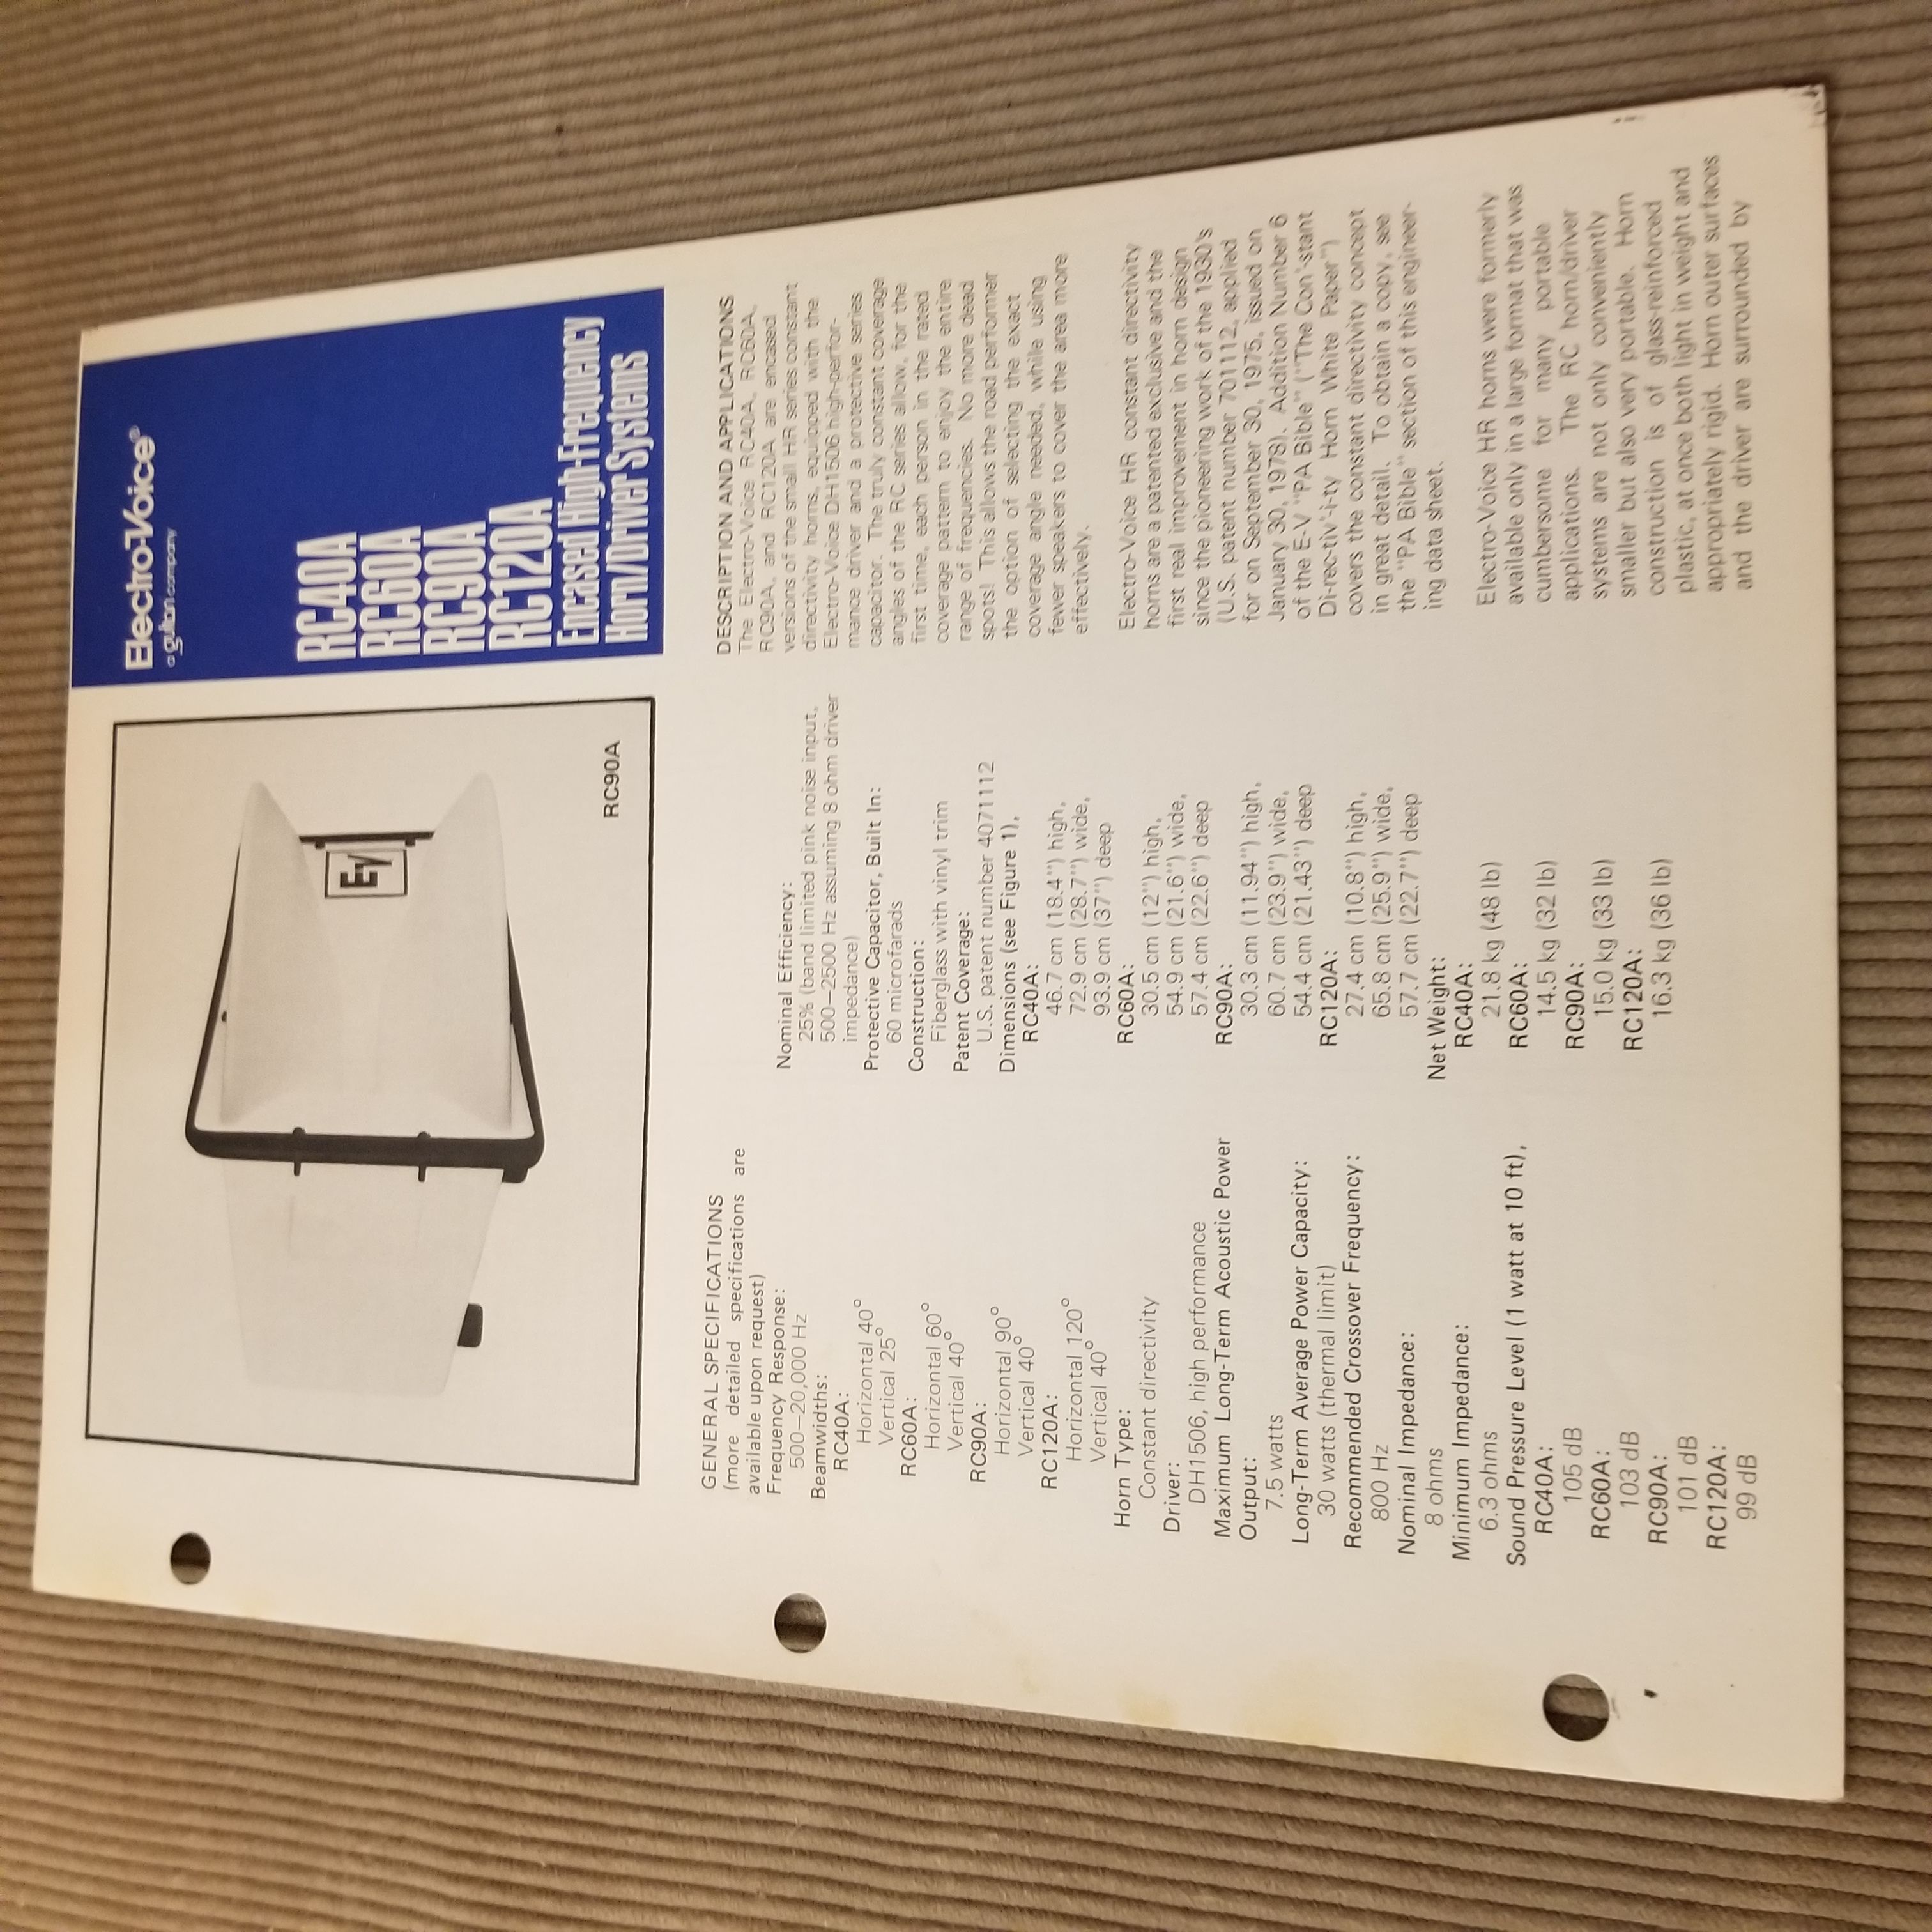 Electro-Voice®
a gulton company
RC40A
RC60A
RC90A
RC120A
Encased High-Frequency
Horn/Driver Systems
EV
RC90A
GENERAL SPECIFICATIONS
(more detailed specifications are
available upon request)
Frequency Response:
500–20,000 Hz
Beamwidths:
RC40A:
Horizontal 40°
Vertical 25°
RC60A:
Horizontal 60°
Vertical 40°
RC90A:
Horizontal 90°
Vertical 40°
RC120A:
Horizontal 120°
Vertical 40°
Horn Type:
Constant directivity
Driver:
DH1506, high performance
Maximum Long-Term Acoustic Power
Output:
7.5 watts
Long-Term Average Power Capacity:
30 watts (thermal limit)
Recommended Crossover Frequency:
800 Hz
Nominal Impedance:
8 ohms
Minimum Impedance:
6.3 ohms
Sound Pressure Level (1 watt at 10 ft),
RC40A:
105 dB
RC60A:
103 dB
RC90A:
101 dB
RC120A:
99 dB
Nominal Efficiency:
25% (band limited pink noise input,
500–2500 Hz assuming 8 ohm driver
impedance)
Protective Capacitor, Built In:
60 microfarads
Construction:
Fiberglass with vinyl trim
Patent Coverage:
U.S. patent number 4071112
Dimensions (see Figure 1),
RC40A:
46.7 cm (18.4") high,
72.9 cm (28.7") wide,
93.9 cm (37") deep
RC60A:
30.5 cm (12") high,
54.9 cm (21.6") wide,
57.4 cm (22.6") deep
RC90A:
30.3 cm (11.94") high,
60.7 cm (23.9") wide,
54.4 cm (21.43") deep
RC120A:
27.4 cm (10.8") high,
65.8 cm (25.9") wide,
57.7 cm (22.7") deep
Net Weight:
RC40A:
21.8 kg (48 lb)
RC60A:
14.5 kg (32 lb)
RC90A:
15.0 kg (33 lb)
RC120A:
16.3 kg (36 lb)
DESCRIPTION AND APPLICATIONS
The Electro-Voice RC40A, RC60A,
RC90A, and RC120A are encased
versions of the small HR series constant
directivity horns, equipped with the
Electro-Voice DH1506 high-perfor-
mance driver and a protective series
capacitor. The truly constant coverage
angles of the RC series allow, for the
first time, each person in the rated
coverage pattern to enjoy the entire
range of frequencies. No more dead
spots! This allows the road performer
the option of selecting the exact
coverage angle needed, while using
fewer speakers to cover the area more
effectively.
Electro-Voice HR constant directivity
horns are a patented exclusive and the
first real improvement in horn design
since the pioneering work of the 1930's
(U.S. patent number 701112, applied
for on September 30, 1975, issued on
January 30, 1978). Addition Number 6
of the E-V "PA Bible" ("The Con'-stant
Di-rec-tiv'-i-ty Horn White Paper")
covers the constant directivity concept
in great detail. To obtain a copy, see
the "PA Bible" section of this engineer-
ing data sheet.
Electro-Voice HR horns were formerly
available only in a large format that was
cumbersome for many portable
applications. The RC horn/driver
systems are not only conveniently
smaller but also very portable. Horn
construction is of glass-reinforced
plastic, at once both light in weight and
appropriately rigid. Horn outer surfaces
and the driver are surrounded by